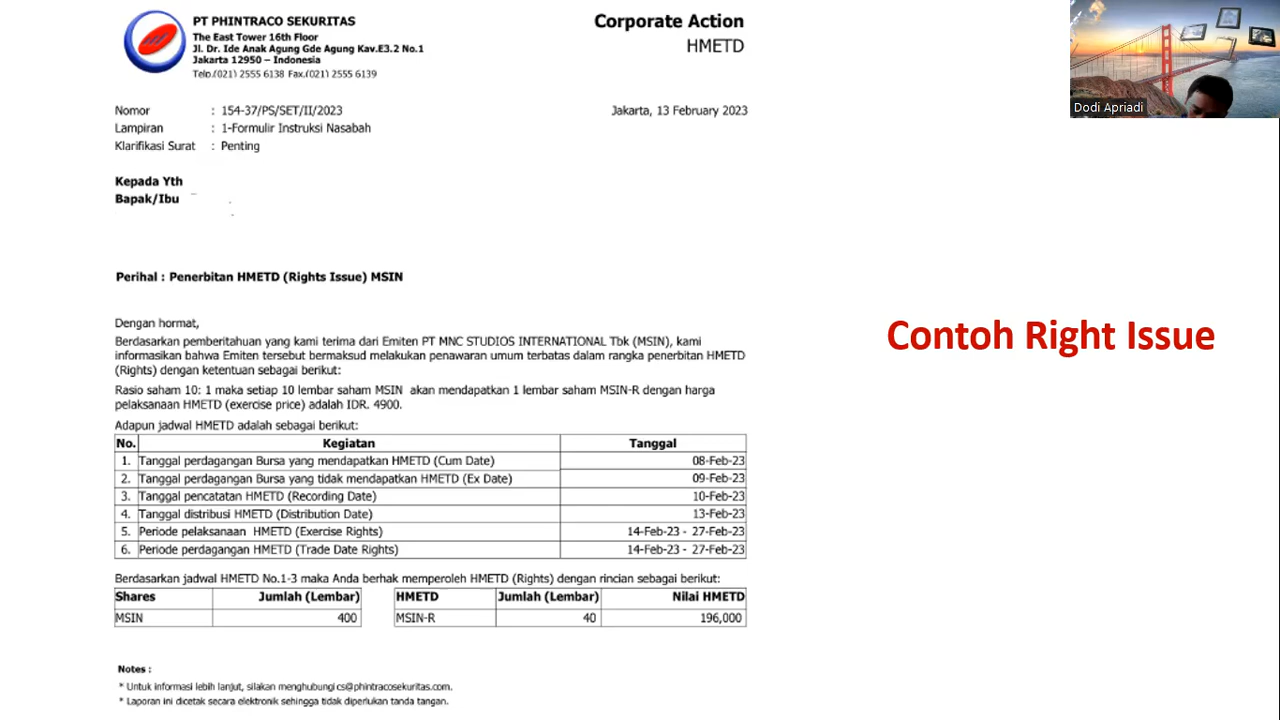 PT PHINTRACO SEKURITAS
The East Tower 16th Floor
Jl. Dr. Ide Anak Agung Gde Agung Kav.E3.2 No.1
Jakarta 12950 – Indonesia
Telp.(021) 2555 6138 Fax.(021) 2555 6139
Corporate Action
HMETD
Dodi Apriadi
Nomor : 154-37/PS/SET/II/2023
Jakarta, 13 February 2023
Lampiran : 1-Formulir Instruksi Nasabah
Klarifikasi Surat : Penting
Kepada Yth
Bapak/Ibu
Perihal : Penerbitan HMETD (Rights Issue) MSIN
Dengan hormat,
Berdasarkan pemberitahuan yang kami terima dari Emiten PT MNC STUDIOS INTERNATIONAL Tbk (MSIN), kami
informasikan bahwa Emiten tersebut bermaksud melakukan penawaran umum terbatas dalam rangka penerbitan HMETD
(Rights) dengan ketentuan sebagai berikut:
Rasio saham 10: 1 maka setiap 10 lembar saham MSIN akan mendapatkan 1 lembar saham MSIN-R dengan harga
pelaksanaan HMETD (exercise price) adalah IDR. 4900.
Adapun jadwal HMETD adalah sebagai berikut:
No. Kegiatan Tanggal
1. Tanggal perdagangan Bursa yang mendapatkan HMETD (Cum Date) 08-Feb-23
2. Tanggal perdagangan Bursa yang tidak mendapatkan HMETD (Ex Date) 09-Feb-23
3. Tanggal pencatatan HMETD (Recording Date) 10-Feb-23
4. Tanggal distribusi HMETD (Distribution Date) 13-Feb-23
5. Periode pelaksanaan HMETD (Exercise Rights) 14-Feb-23 - 27-Feb-23
6. Periode perdagangan HMETD (Trade Date Rights) 14-Feb-23 - 27-Feb-23
Berdasarkan jadwal HMETD No.1-3 maka Anda berhak memperoleh HMETD (Rights) dengan rincian sebagai berikut:
Shares Jumlah (Lembar) HMETD Jumlah (Lembar) Nilai HMETD
MSIN 400 MSIN-R 40 196,000
Notes :
* Untuk informasi lebih lanjut, silakan menghubungi cs@phintracosekuritas.com.
* Laporan ini dicetak secara elektronik sehingga tidak diperlukan tanda tangan.
Contoh Right Issue